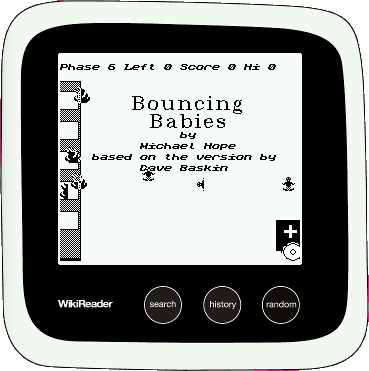 Phase 6 Left 0 Score 0 Hi 0
Bouncing
Babies
by
Michael Hope
based on the version by
Dave Baskin
WikiReader
search
history
random